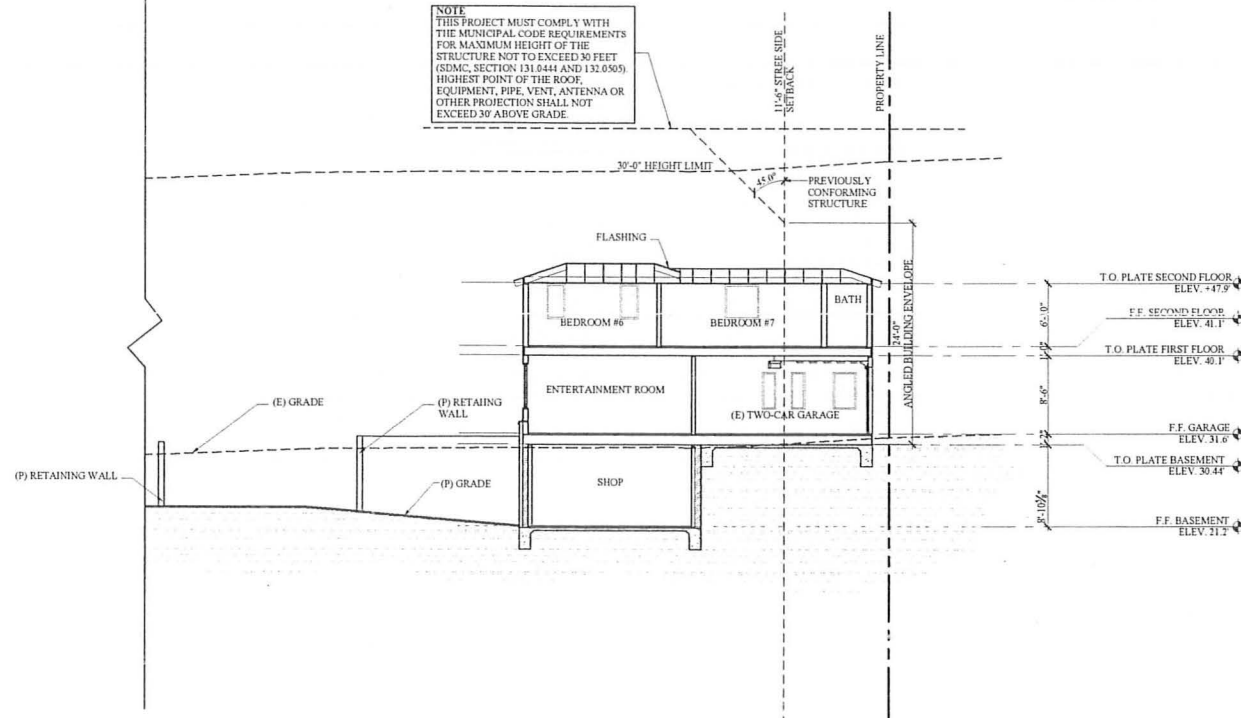 NOTE
THIS PROJECT MUST COMPLY WITH
THE MUNICIPAL CODE REQUIREMENTS
FOR MAXIMUM HEIGHT OF THE
STRUCTURE NOT TO EXCEED 30 FEET
(SDMC, SECTION 131.0444 AND 132.0505).
HIGHEST POINT OF THE ROOF,
EQUIPMENT, PIPE, VENT, ANTENNA OR
OTHER PROJECTION SHALL NOT
EXCEED 30' ABOVE GRADE.
11'-6" STREE SIDE
SETBACK
PROPERTY LINE
30'-0" HEIGHT LIMIT
45.0°
PREVIOUSLY
CONFORMING
STRUCTURE
FLASHING
24'-0"
ANGLED BUILDING ENVELOPE
BEDROOM #6
BEDROOM #7
BATH
ENTERTAINMENT ROOM
(E) TWO-CAR GARAGE
SHOP
(E) GRADE
(P) RETAIING
WALL
(P) RETAINING WALL
(P) GRADE
6'-10"
1'
8'-6"
8'-10¾"
T.O. PLATE SECOND FLOOR
ELEV. +47.9'
F.F. SECOND FLOOR
ELEV. 41.1'
T.O. PLATE FIRST FLOOR
ELEV. 40.1'
F.F. GARAGE
ELEV. 31.6'
T.O. PLATE BASEMENT
ELEV. 30.44'
F.F. BASEMENT
ELEV. 21.2'